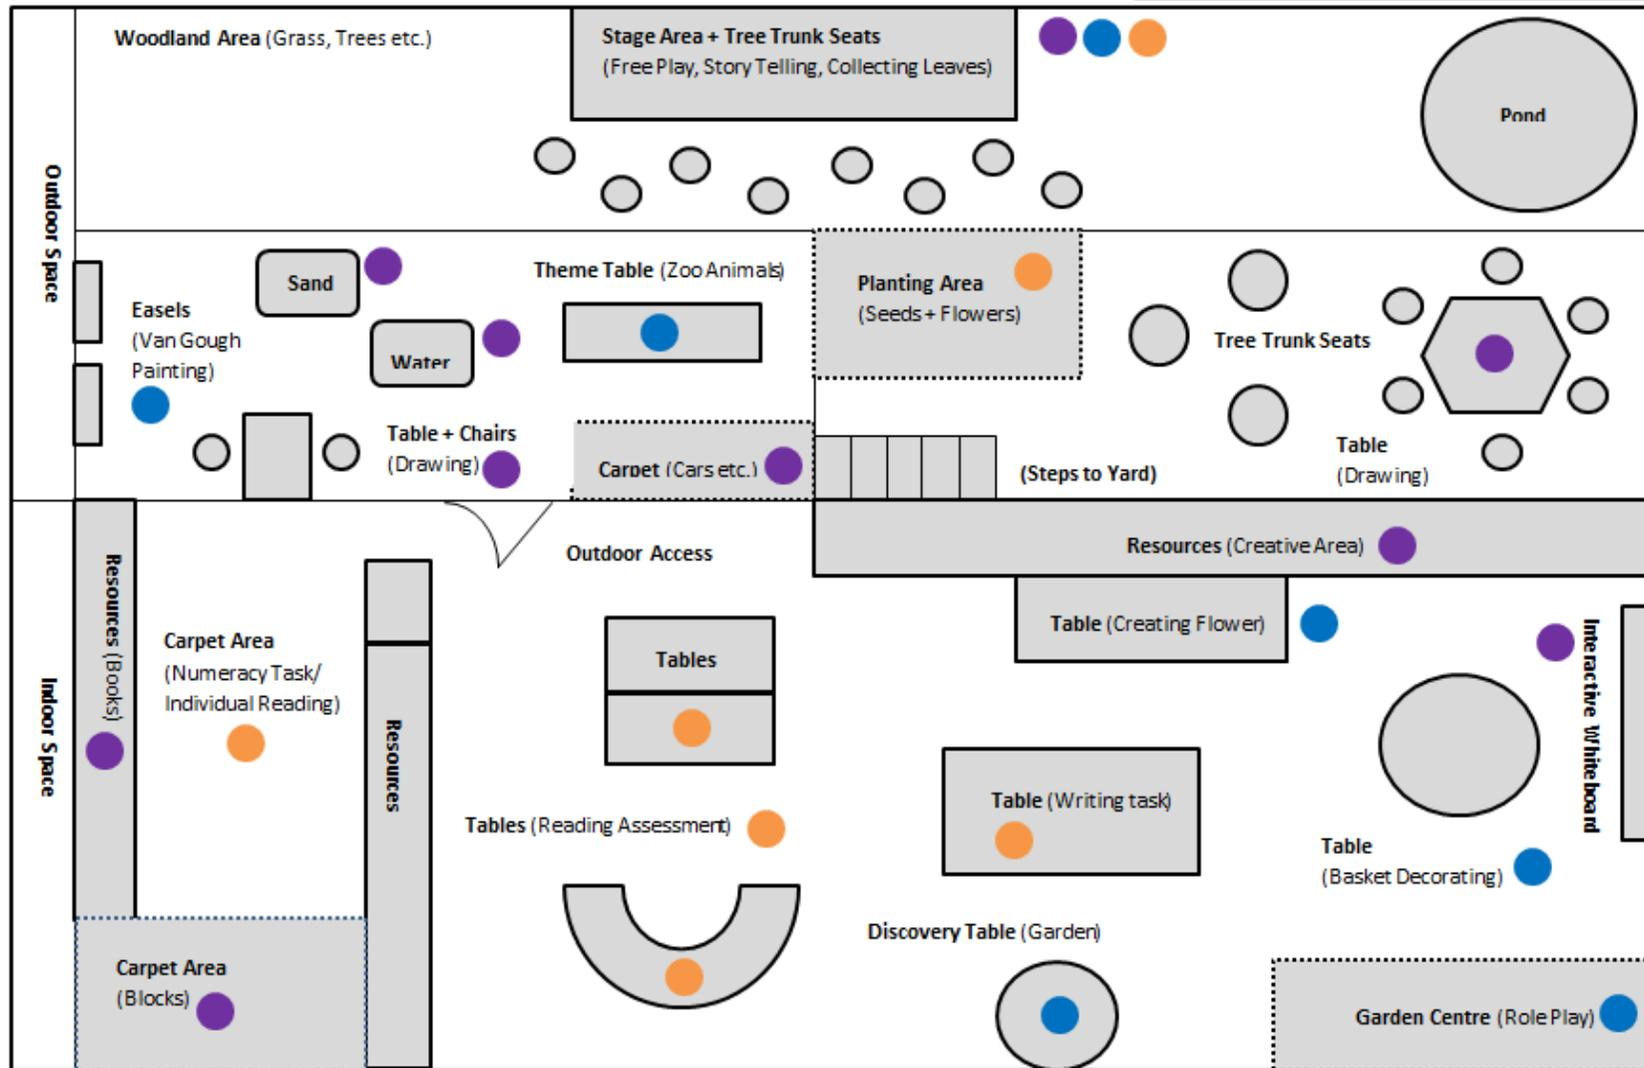 Woodland Area (Grass, Trees etc.)
Stage Area + Tree Trunk Seats
(Free Play, Story Telling, Collecting Leaves)
Pond
Outdoor Space
Easels
(Van Gough
Painting)
Sand
Water
Theme Table (Zoo Animals)
Planting Area
(Seeds + Flowers)
Tree Trunk Seats
Table + Chairs
(Drawing)
Carpet (Cars etc.)
(Steps to Yard)
Table
(Drawing)
Indoor Space
Resources (Books)
Carpet Area
(Numeracy Task/
Individual Reading)
Resources
Outdoor Access
Resources (Creative Area)
Tables
Table (Creating Flower)
Interactive Whiteboard
Tables (Reading Assessment)
Table (Writing task)
Table
(Basket Decorating)
Discovery Table (Garden)
Carpet Area
(Blocks)
Garden Centre (Role Play)